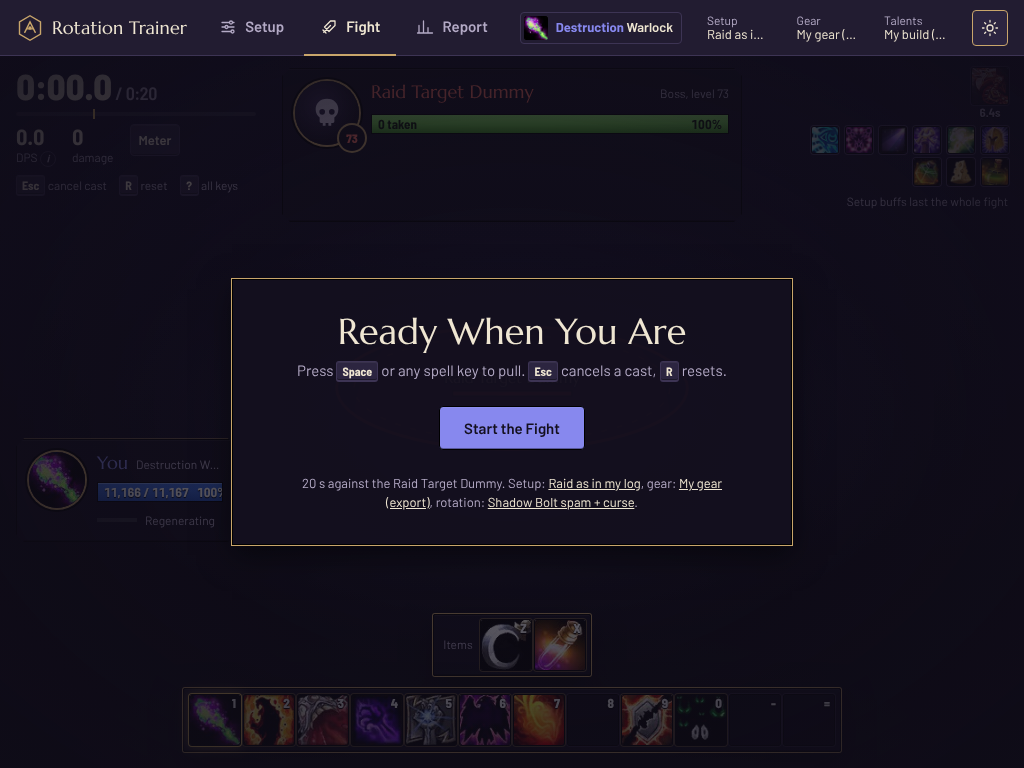 Rotation Trainer
Setup
Fight
Report
Destruction Warlock
Setup
Raid as i...
Gear
My gear (...
Talents
My build (...
0:00.0 / 0:20
0.0
DPS i
0
damage
Meter
Esc cancel cast R reset ? all keys
Raid Target Dummy
Boss, level 73
0 taken 100%
73
6.4s
Setup buffs last the whole fight
Ready When You Are
Press Space or any spell key to pull. Esc cancels a cast, R resets.
Start the Fight
20 s against the Raid Target Dummy. Setup: Raid as in my log, gear: My gear
(export), rotation: Shadow Bolt spam + curse.
You Destruction W...
11,166 / 11,167 100%
Regenerating
Items
Z
X
1 2 3 4 5 6 7 8 9 0 - =